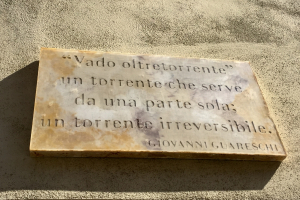 “Vado oltretorrente”
un torrente che serve
da una parte sola;
un torrente irreversibile.
GIOVANNI GUARESCHI